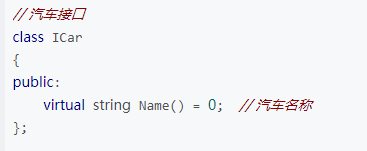 //汽车接口
class ICar
{
public:
    virtual string Name() = 0;  //汽车名称
};